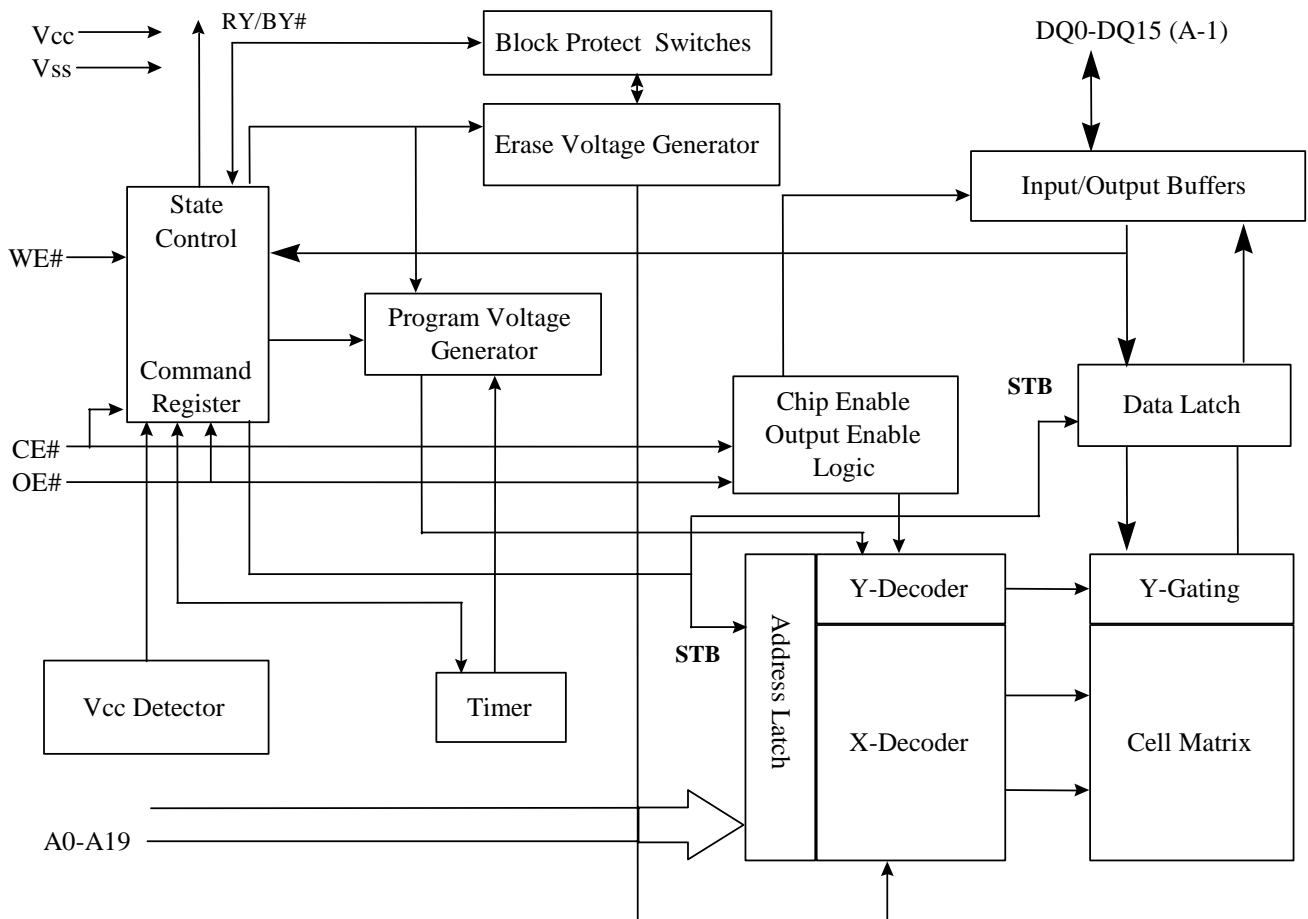 RY/BY#
Vcc
Vss
Block Protect Switches
DQ0-DQ15 (A-1)
Erase Voltage Generator
Input/Output Buffers
State
Control
WE#
Program Voltage
Generator
Command
Register
STB
Chip Enable
Output Enable
Logic
Data Latch
CE#
OE#
Y-Decoder
Y-Gating
Address Latch
STB
Vcc Detector
Timer
X-Decoder
Cell Matrix
A0-A19